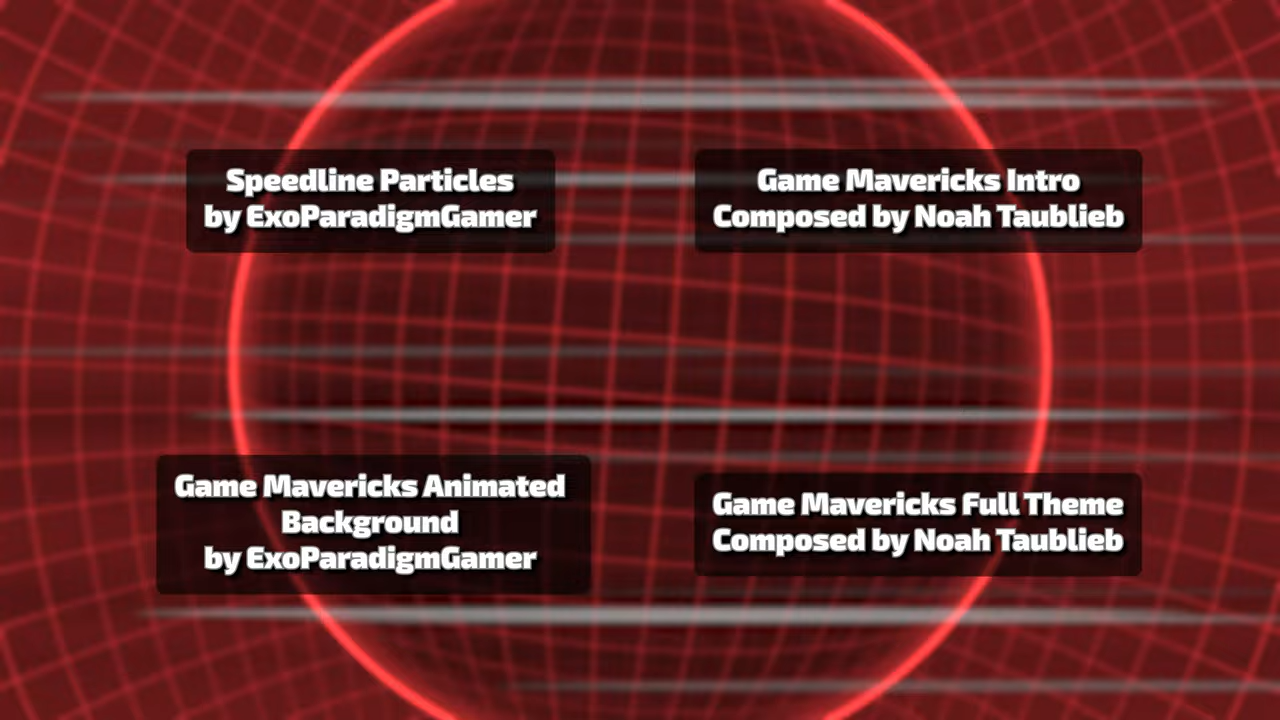 Speedline Particles
by ExoParadigmGamer
Game Mavericks Intro
Composed by Noah Taublieb
Game Mavericks Animated
Background
by ExoParadigmGamer
Game Mavericks Full Theme
Composed by Noah Taublieb